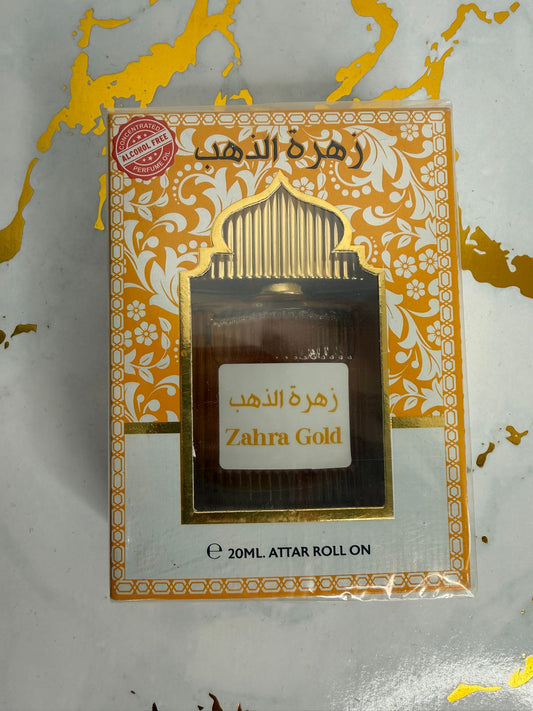 CONCENTRATED
ALCOHOL FREE
PERFUME OIL
زهرة الذهب
زهرة الذهب
Zahra Gold
℮ 20ML. ATTAR ROLL ON